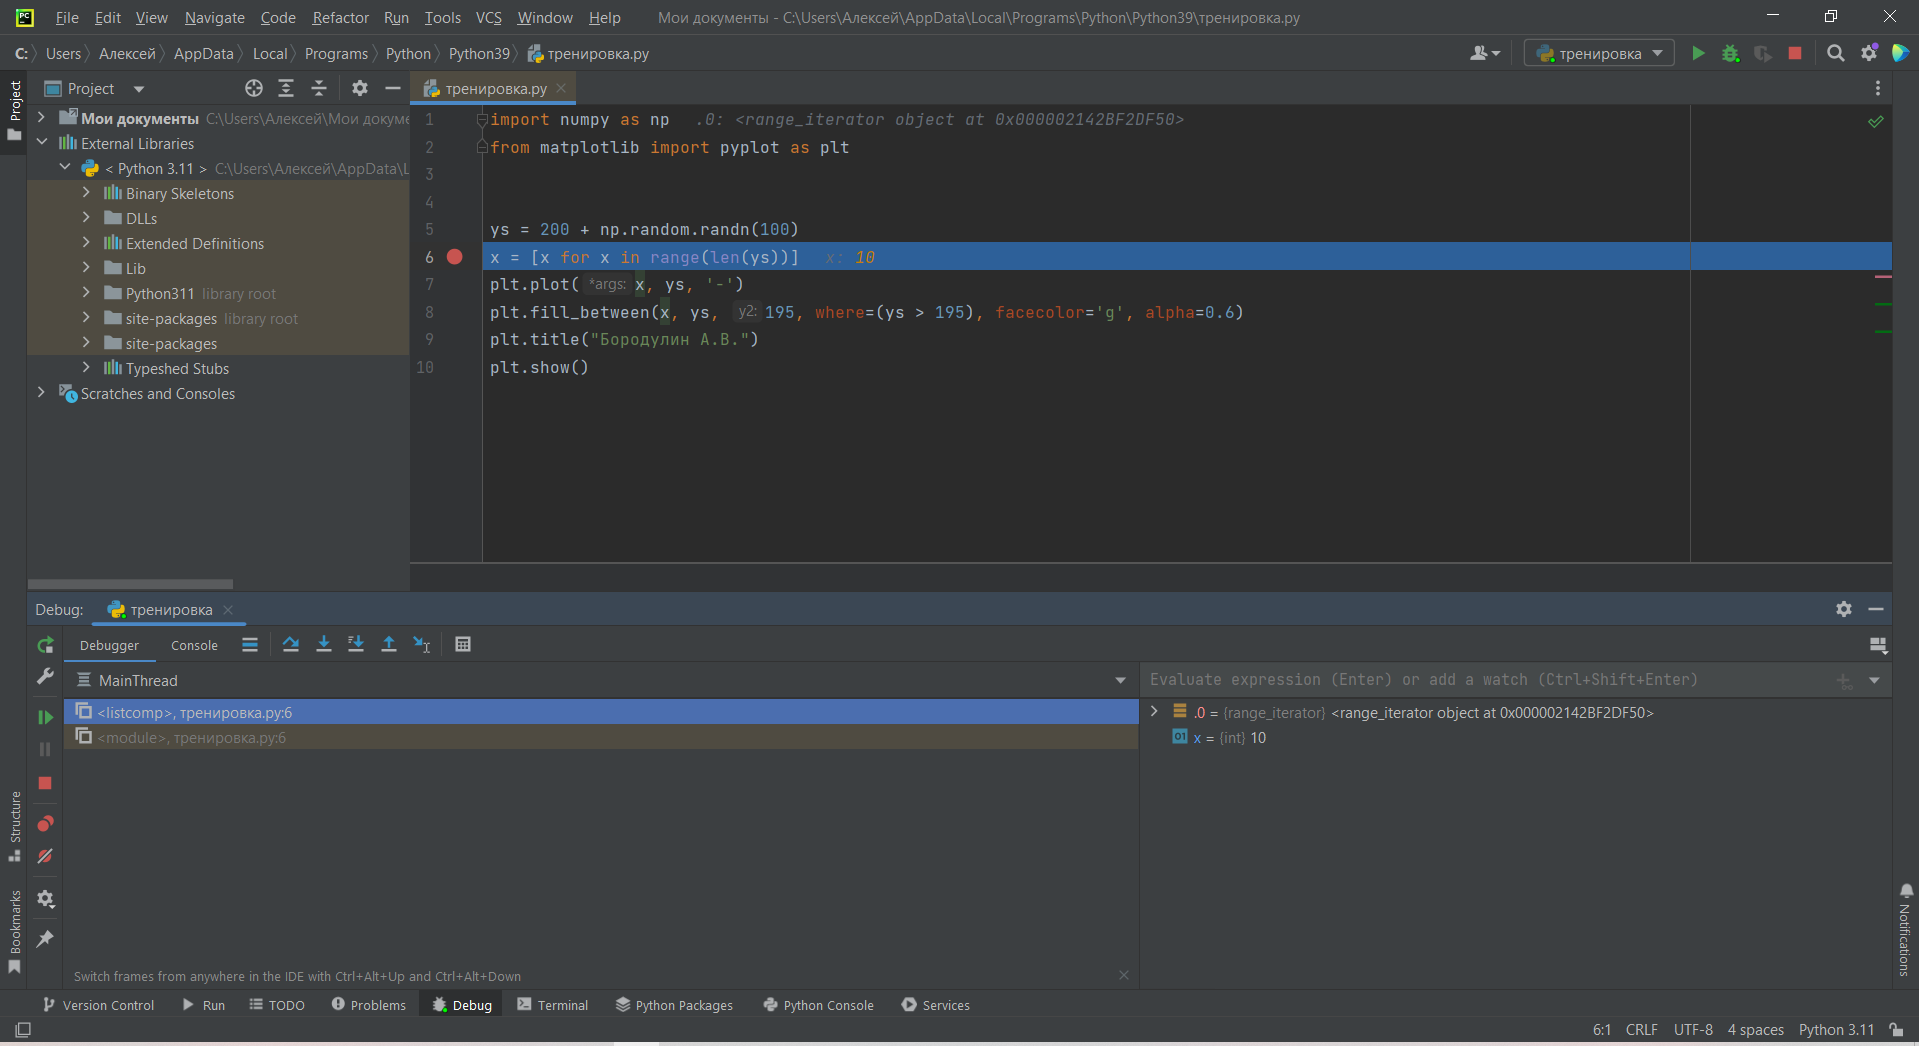 File Edit View Navigate Code Refactor Run Tools VCS Window Help Мои документы - C:\Users\Алексей\AppData\Local\Programs\Python\Python39\тренировка.py
C: Users Алексей AppData Local Programs Python Python39 тренировка.py тренировка
Project
Project
тренировка.py
Мои документы C:\Users\Алексей\Мои докуме
External Libraries
< Python 3.11 > C:\Users\Алексей\AppData\L
Binary Skeletons
DLLs
Extended Definitions
Lib
Python311 library root
site-packages library root
site-packages
Typeshed Stubs
Scratches and Consoles
1 import numpy as np .0: <range_iterator object at 0x000002142BF2DF50>
2 from matplotlib import pyplot as plt
3
4
5 ys = 200 + np.random.randn(100)
6 x = [x for x in range(len(ys))] x: 10
7 plt.plot( *args: x, ys, '-')
8 plt.fill_between(x, ys, y2: 195, where=(ys > 195), facecolor='g', alpha=0.6)
9 plt.title("Бородулин А.В.")
10 plt.show()
Debug: тренировка
Debugger Console
MainThread
Evaluate expression (Enter) or add a watch (Ctrl+Shift+Enter)
<listcomp>, тренировка.py:6
<module>, тренировка.py:6
.0 = {range_iterator} <range_iterator object at 0x000002142BF2DF50>
01 x = {int} 10
Structure
Bookmarks
Notifications
Switch frames from anywhere in the IDE with Ctrl+Alt+Up and Ctrl+Alt+Down
Version Control Run TODO Problems Debug Terminal Python Packages Python Console Services
6:1 CRLF UTF-8 4 spaces Python 3.11